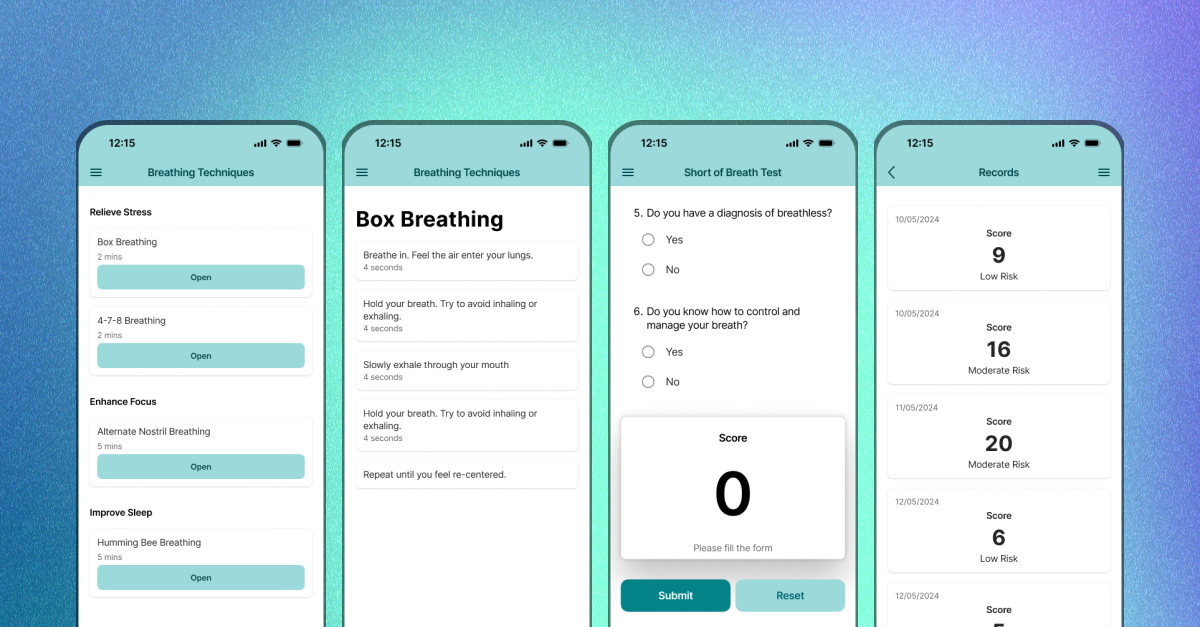 12:15
Breathing Techniques
Relieve Stress
Box Breathing
2 mins
Open
4-7-8 Breathing
2 mins
Open
Enhance Focus
Alternate Nostril Breathing
5 mins
Open
Improve Sleep
Humming Bee Breathing
5 mins
Open
12:15
Breathing Techniques
Box Breathing
Breathe in. Feel the air enter your lungs.
4 seconds
Hold your breath. Try to avoid inhaling or
exhaling.
4 seconds
Slowly exhale through your mouth
4 seconds
Hold your breath. Try to avoid inhaling or
exhaling.
4 seconds
Repeat until you feel re-centered.
12:15
Short of Breath Test
5. Do you have a diagnosis of breathless?
Yes
No
6. Do you know how to control and
manage your breath?
Yes
No
Score
0
Please fill the form
Submit
Reset
12:15
Records
10/05/2024
Score
9
Low Risk
10/05/2024
Score
16
Moderate Risk
11/05/2024
Score
20
Moderate Risk
12/05/2024
Score
6
Low Risk
12/05/2024
Score